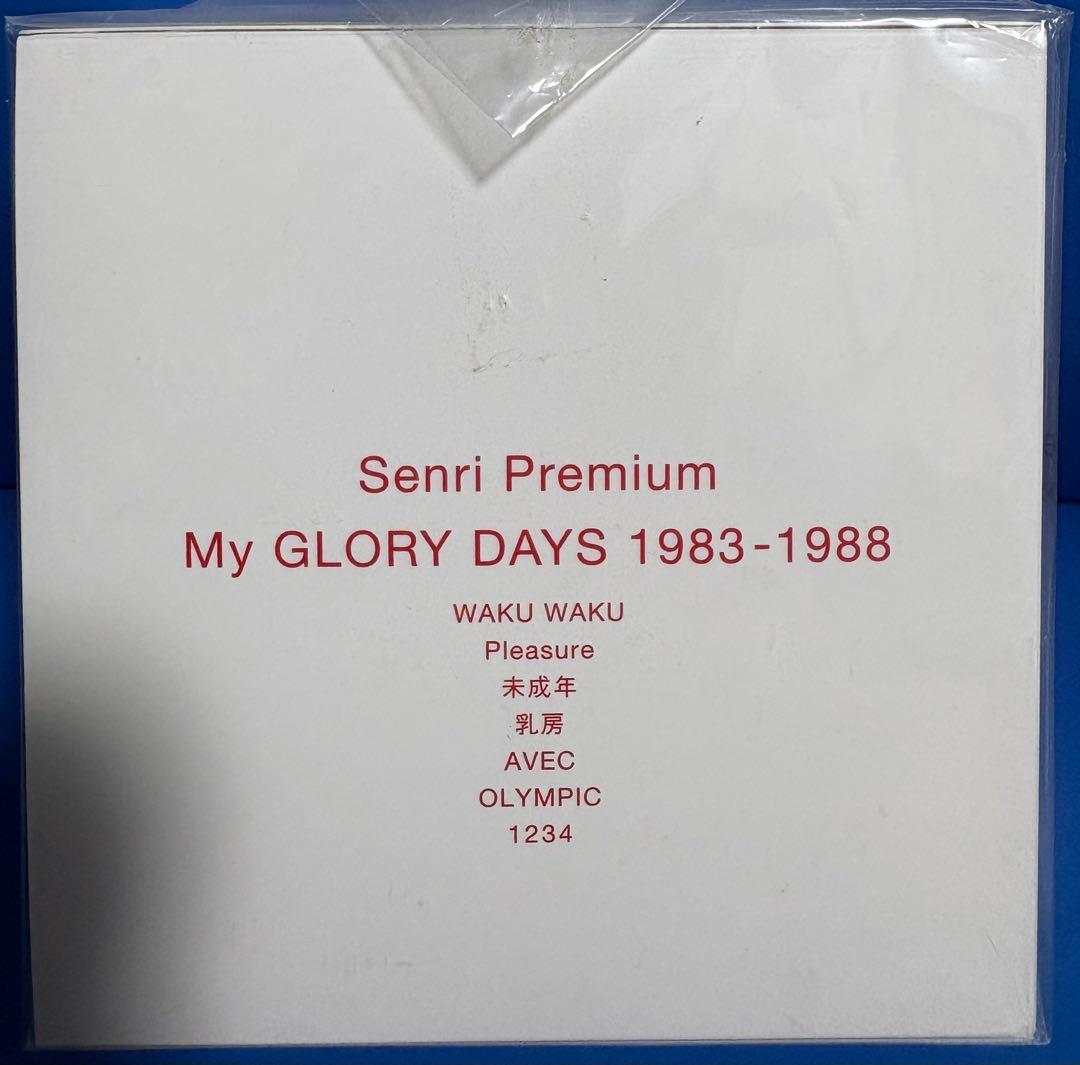 Senri Premium
My GLORY DAYS 1983-1988
WAKU WAKU
Pleasure
未成年
乳房
AVEC
OLYMPIC
1234